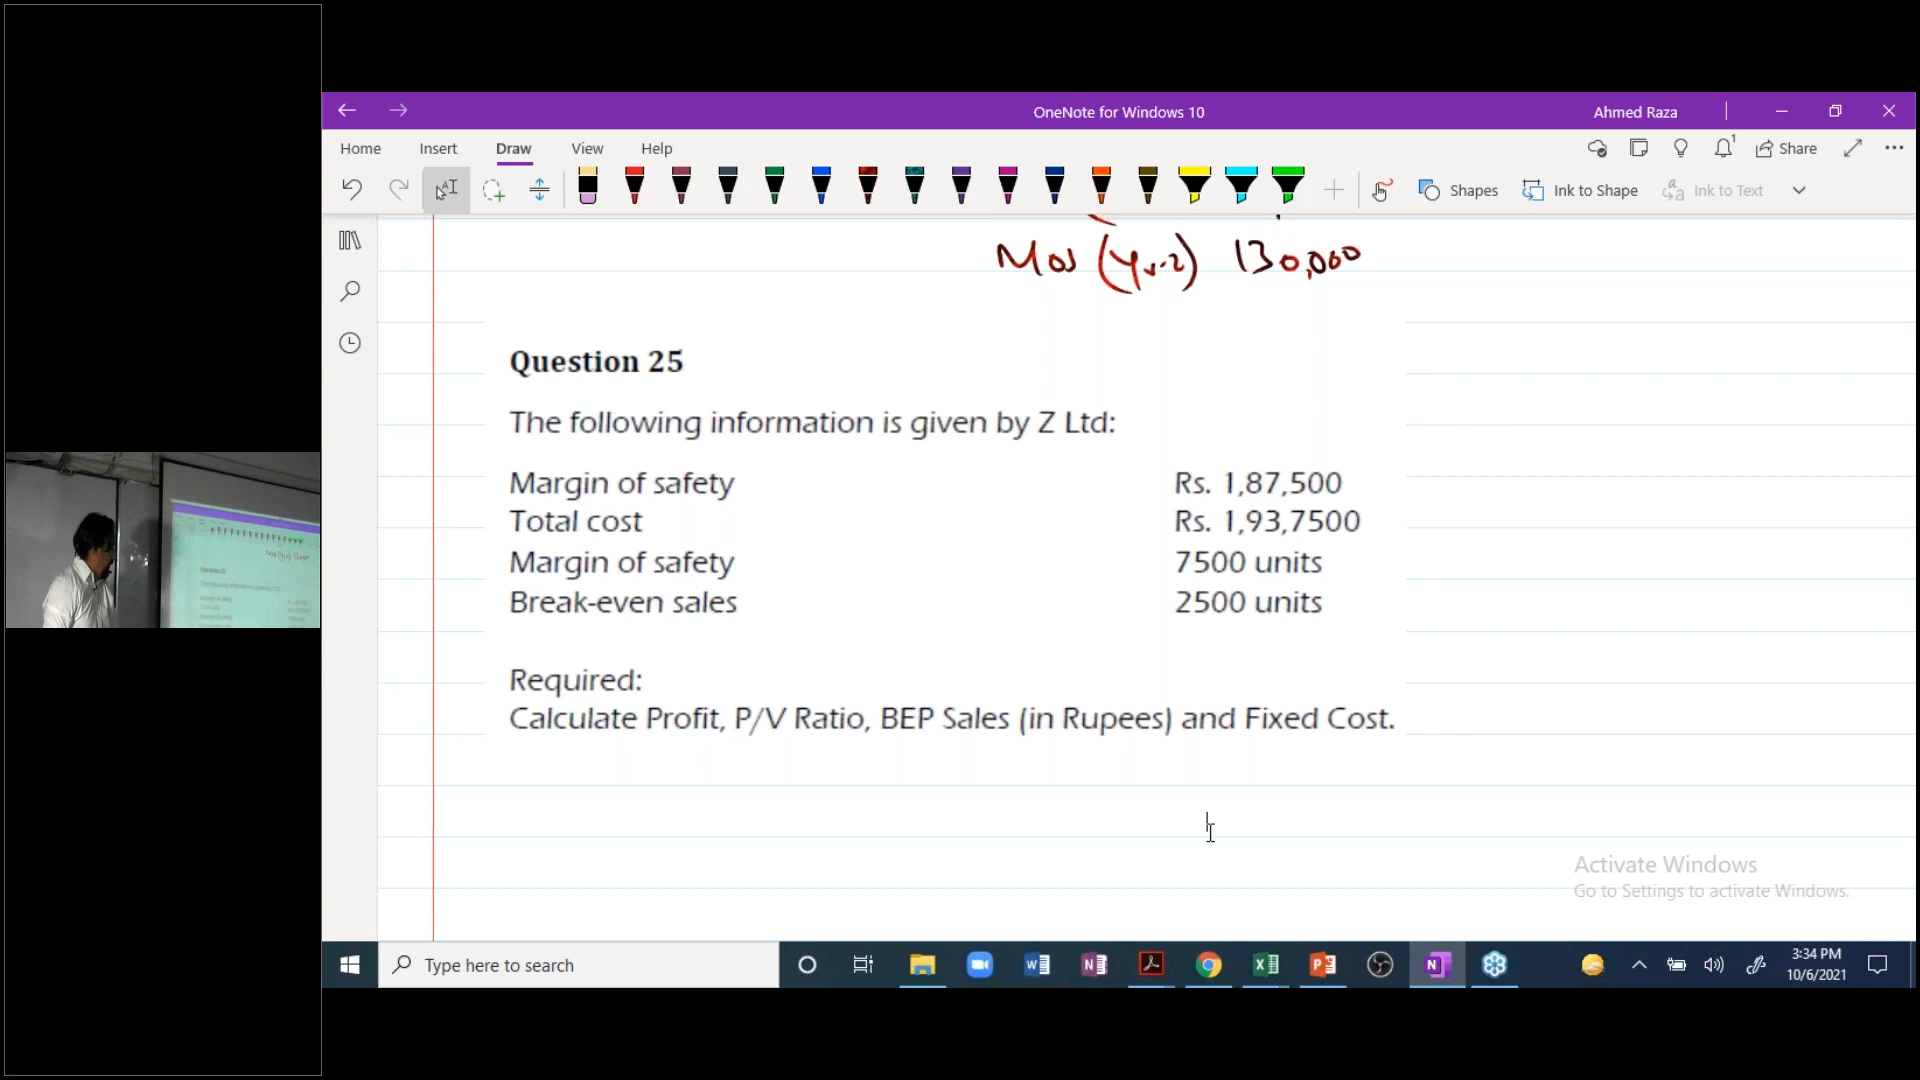 OneNote for Windows 10
Ahmed Raza
Home Insert Draw View Help
Share
Shapes Ink to Shape Ink to Text
Mos (Yr-2) 130,000
Question 25
The following information is given by Z Ltd:
Margin of safety Rs. 1,87,500
Total cost Rs. 1,93,7500
Margin of safety 7500 units
Break-even sales 2500 units
Required:
Calculate Profit, P/V Ratio, BEP Sales (in Rupees) and Fixed Cost.
Activate Windows
Go to Settings to activate Windows.
Type here to search
3:34 PM
10/6/2021